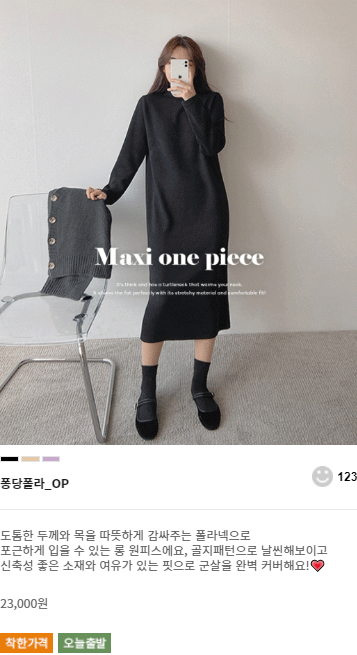 Maxi one piece
It's thick and has a turtleneck that warms your neck.
It covers the fat perfectly with its stretchy material and comfortable fit!
퐁당폴라_OP
123
도톰한 두께와 목을 따뜻하게 감싸주는 폴라넥으로
포근하게 입을 수 있는 롱 원피스에요, 골지패턴으로 날씬해보이고
신축성 좋은 소재와 여유가 있는 핏으로 군살을 완벽 커버해요!💗
23,000원
착한가격 오늘출발